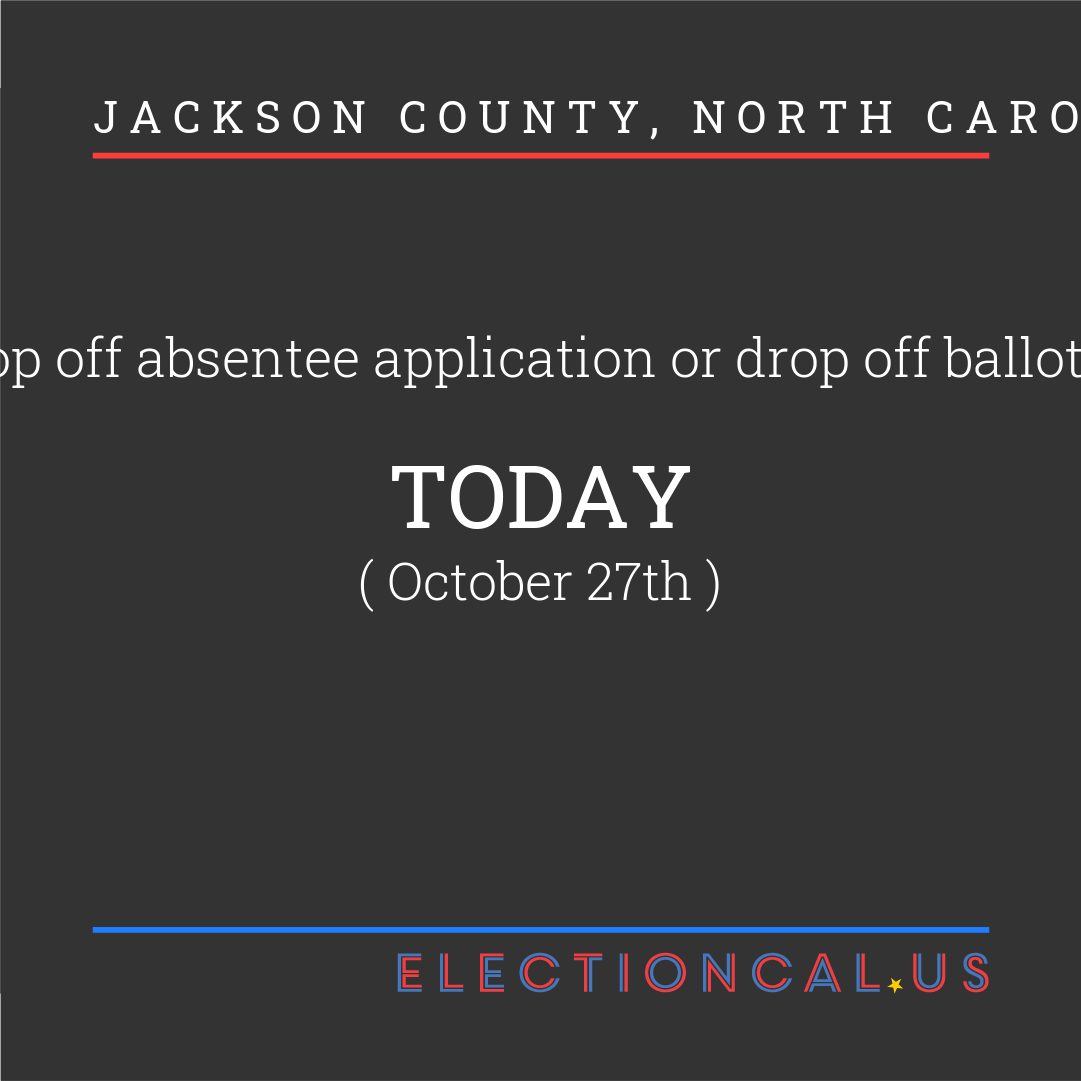 JACKSON COUNTY, NORTH CARO
op off absentee application or drop off ballot
TODAY
( October 27th )
ELECTIONCAL.US